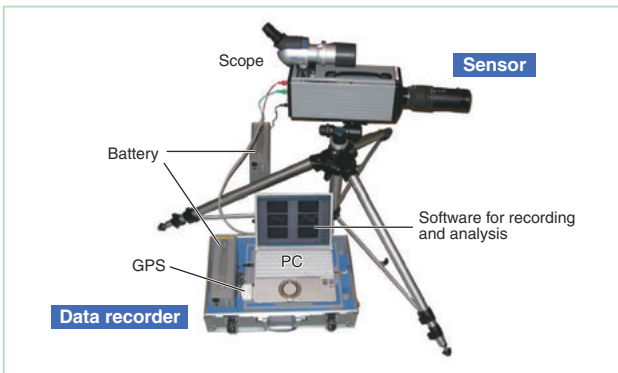 Scope
Sensor
Battery
Software for recording
and analysis
PC
GPS
Data recorder